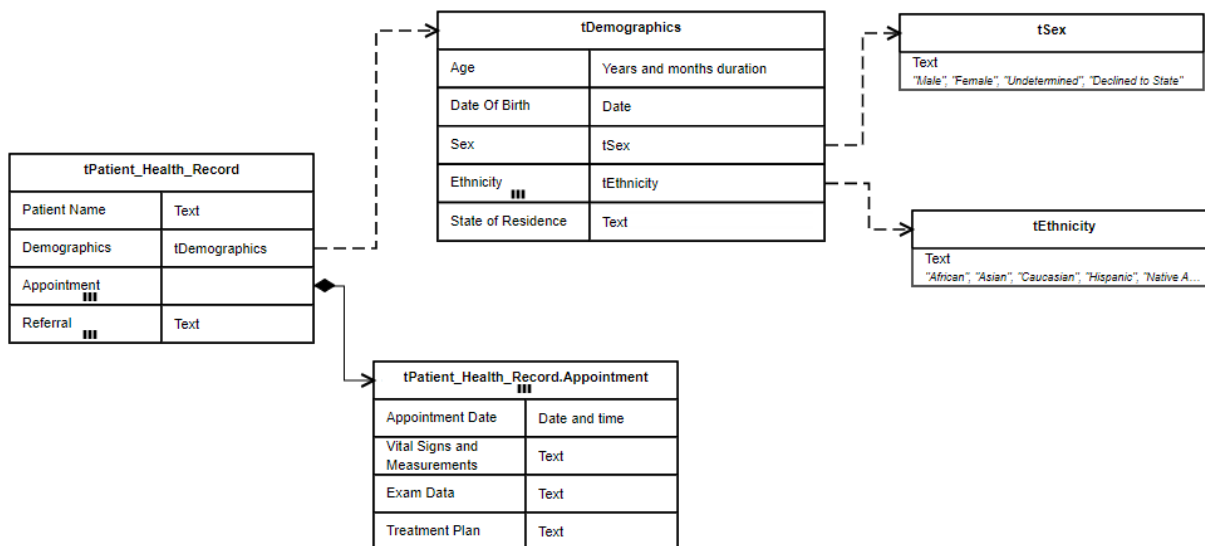 tDemographics
Age
Years and months duration
Date Of Birth
Date
Sex
tSex
Ethnicity
tEthnicity
State of Residence
Text
tSex
Text
"Male", "Female", "Undetermined", "Declined to State"
tPatient_Health_Record
Patient Name
Text
Demographics
tDemographics
Appointment
Referral
Text
tEthnicity
Text
"African", "Asian", "Caucasian", "Hispanic", "Native A...
tPatient_Health_Record.Appointment
Appointment Date
Date and time
Vital Signs and
Measurements
Text
Exam Data
Text
Treatment Plan
Text